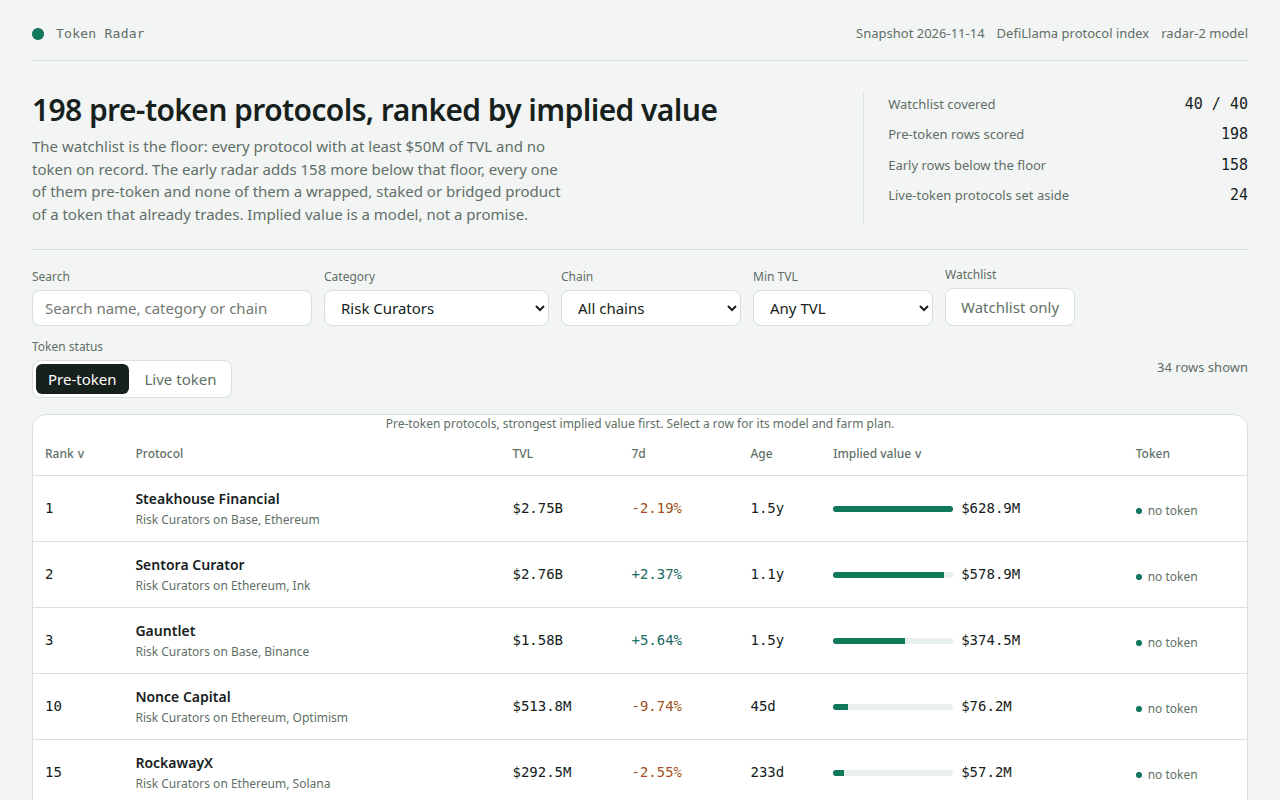 Token Radar
Snapshot 2026-11-14 DefiLlama protocol index radar-2 model
198 pre-token protocols, ranked by implied value
The watchlist is the floor: every protocol with at least $50M of TVL and no
token on record. The early radar adds 158 more below that floor, every one
of them pre-token and none of them a wrapped, staked or bridged product
of a token that already trades. Implied value is a model, not a promise.
Watchlist covered 40 / 40
Pre-token rows scored 198
Early rows below the floor 158
Live-token protocols set aside 24
Search Category Chain Min TVL Watchlist
Search name, category or chain Risk Curators All chains Any TVL Watchlist only
Token status
Pre-token Live token
34 rows shown
Pre-token protocols, strongest implied value first. Select a row for its model and farm plan.
Rank v Protocol TVL 7d Age Implied value v Token
1 Steakhouse Financial $2.75B -2.19% 1.5y $628.9M no token
Risk Curators on Base, Ethereum
2 Sentora Curator $2.76B +2.37% 1.1y $578.9M no token
Risk Curators on Ethereum, Ink
3 Gauntlet $1.58B +5.64% 1.5y $374.5M no token
Risk Curators on Base, Binance
10 Nonce Capital $513.8M -9.74% 45d $76.2M no token
Risk Curators on Ethereum, Optimism
15 RockawayX $292.5M -2.55% 233d $57.2M no token
Risk Curators on Ethereum, Solana